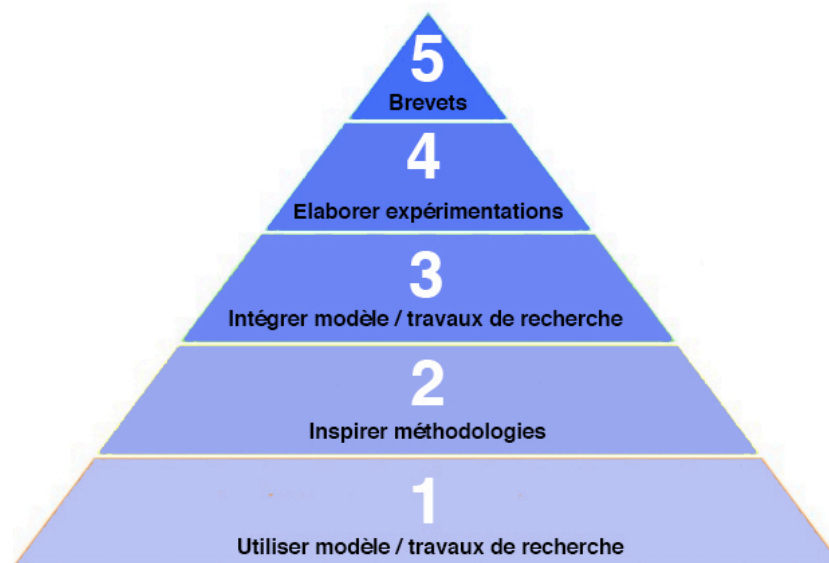 5
Brevets
4
Elaborer expérimentations
3
Intégrer modèle / travaux de recherche
2
Inspirer méthodologies
1
Utiliser modèle / travaux de recherche